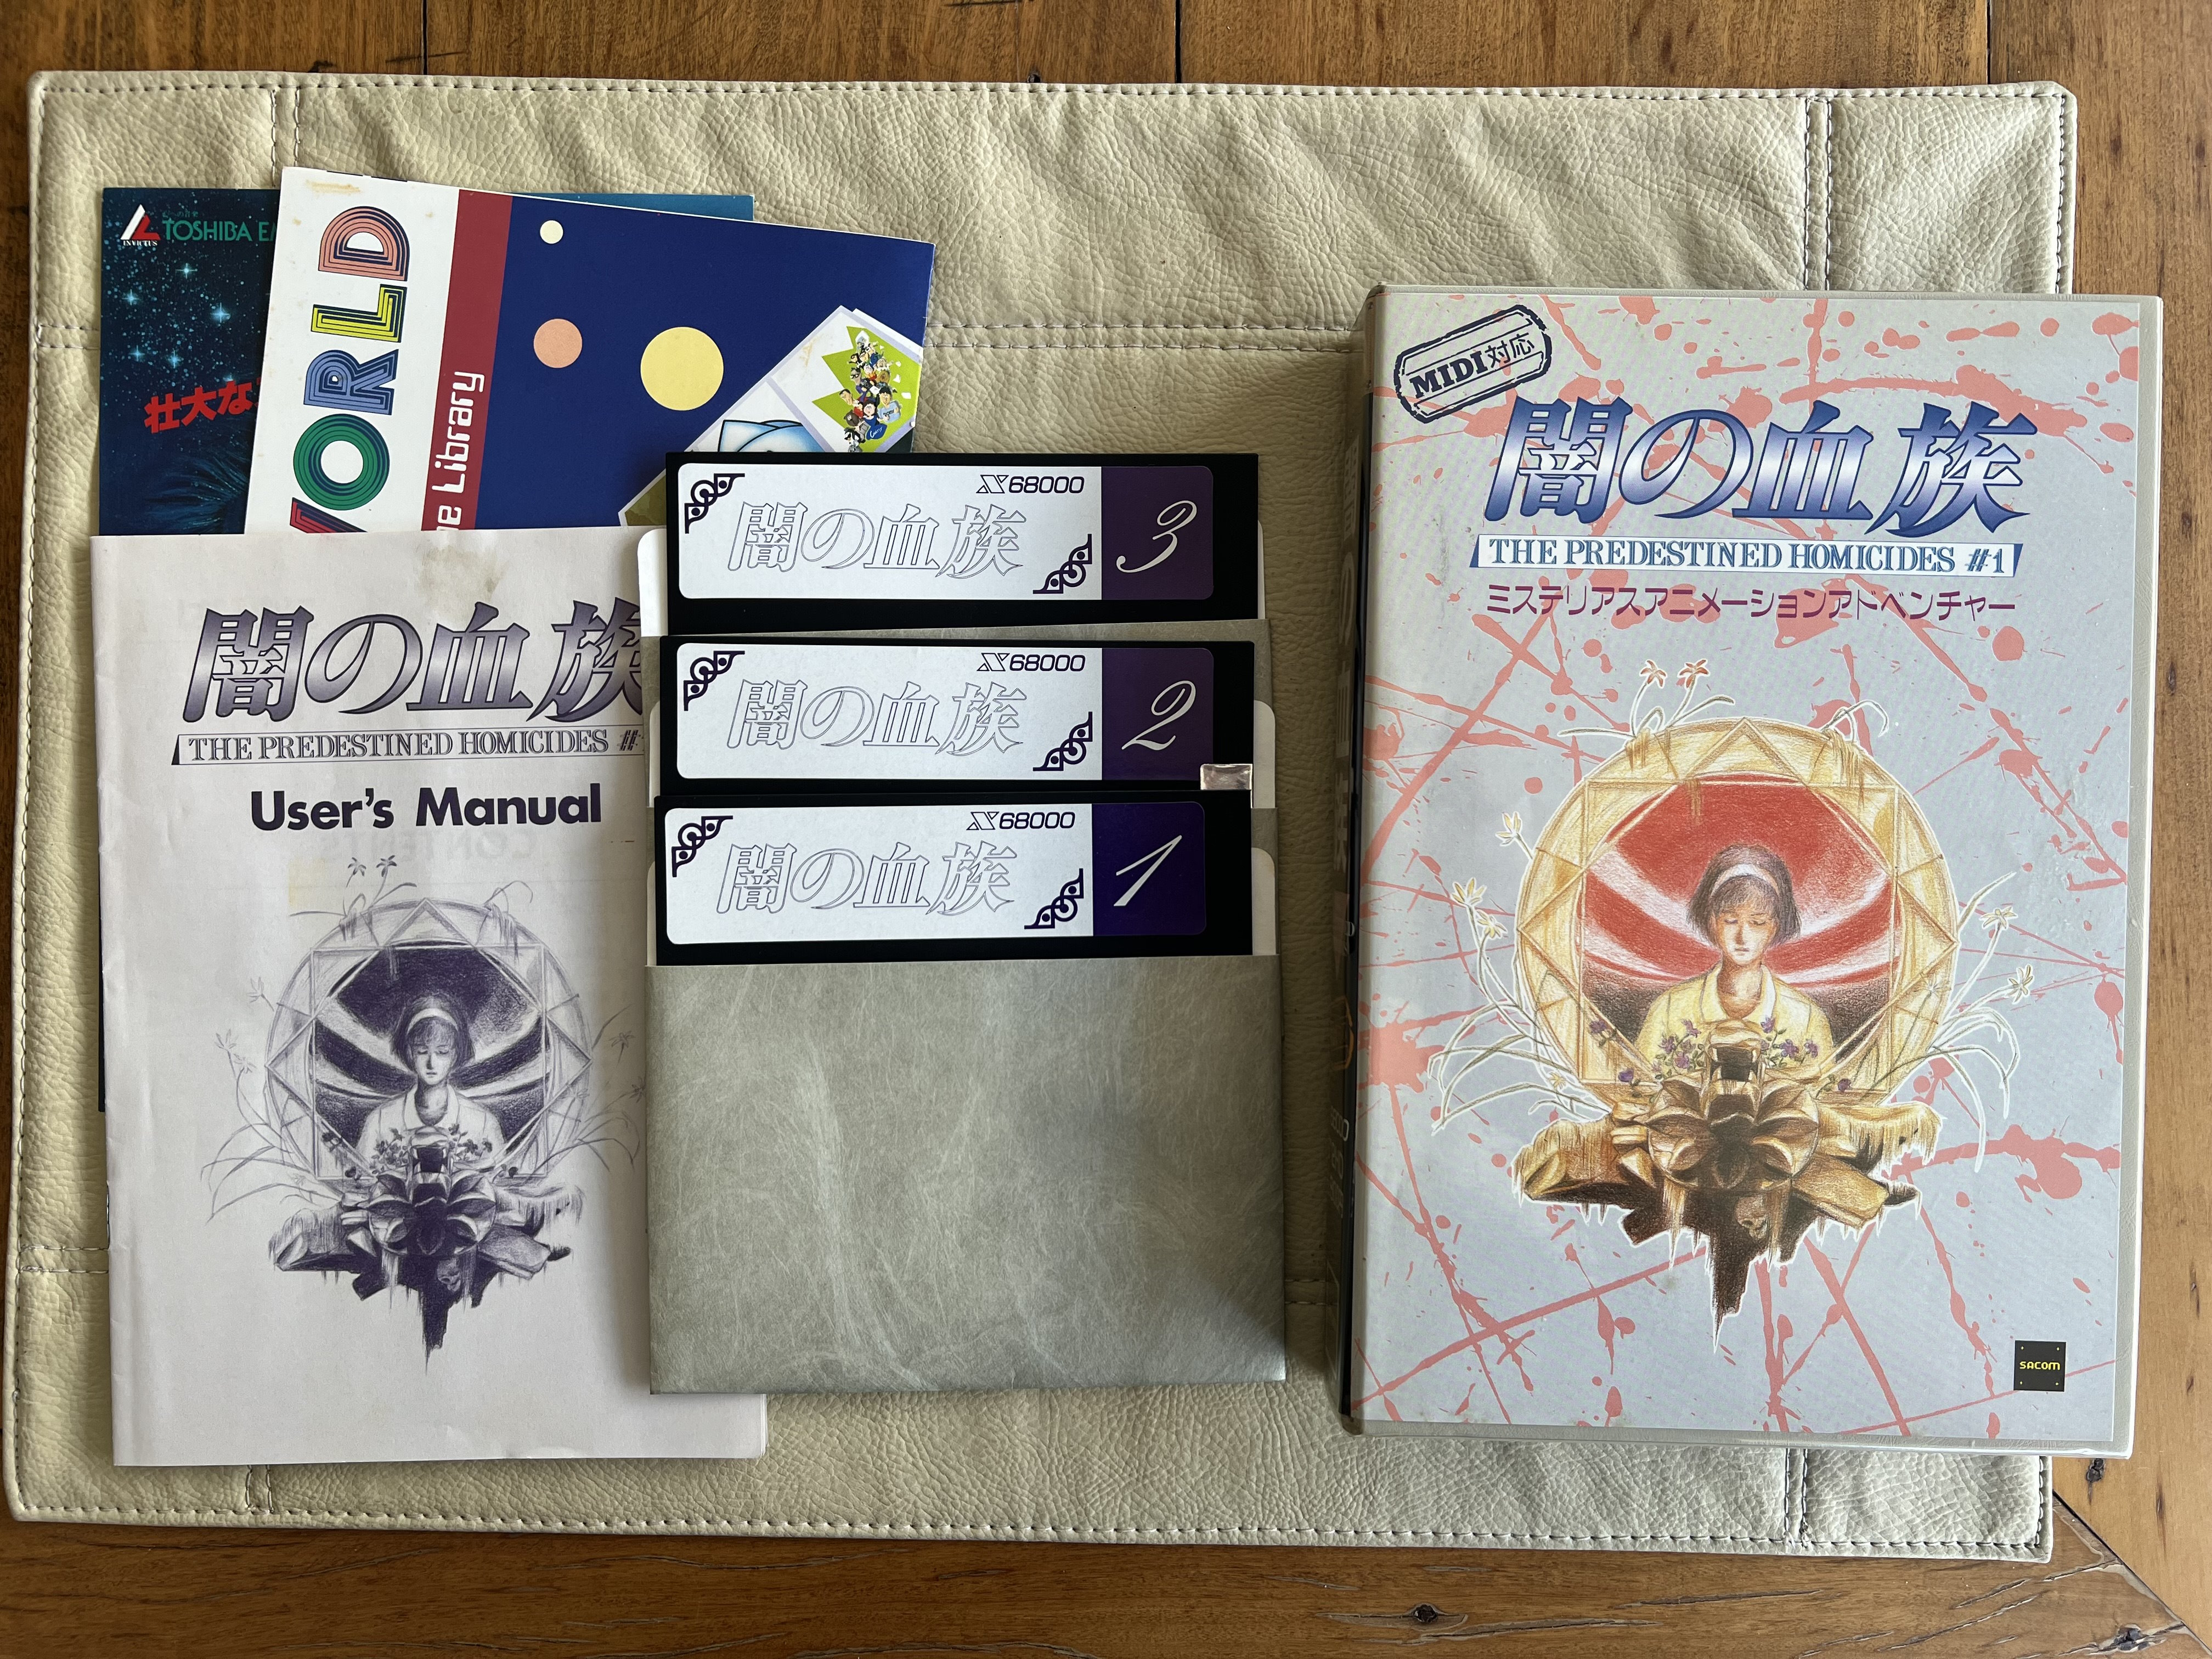 INVICTUS
TOSHIBA
壮大な
WORLD
Library
闇の血族
THE PREDESTINED HOMICIDES #
User's Manual
X68000
闇の血族
3
X68000
闇の血族
2
X68000
闇の血族
1
MIDI対応
闇の血族
THE PREDESTINED HOMICIDES #1
ミステリアスアニメーションアドベンチャー
SACOM